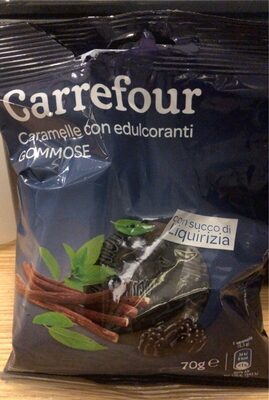 Carrefour
Caramelle con edulcoranti
GOMMOSE
con succo di
Liquirizia
70g e